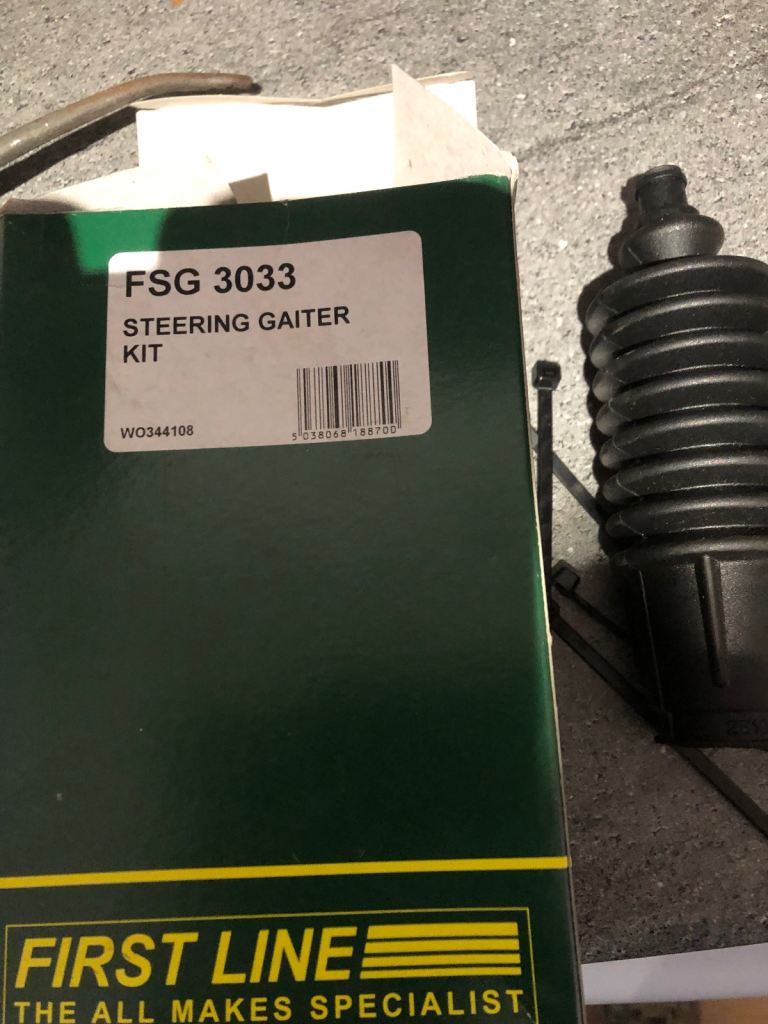 FSG 3033
STEERING GAITER
KIT
WO344108
5 038068 188700
FIRST LINE
THE ALL MAKES SPECIALIST